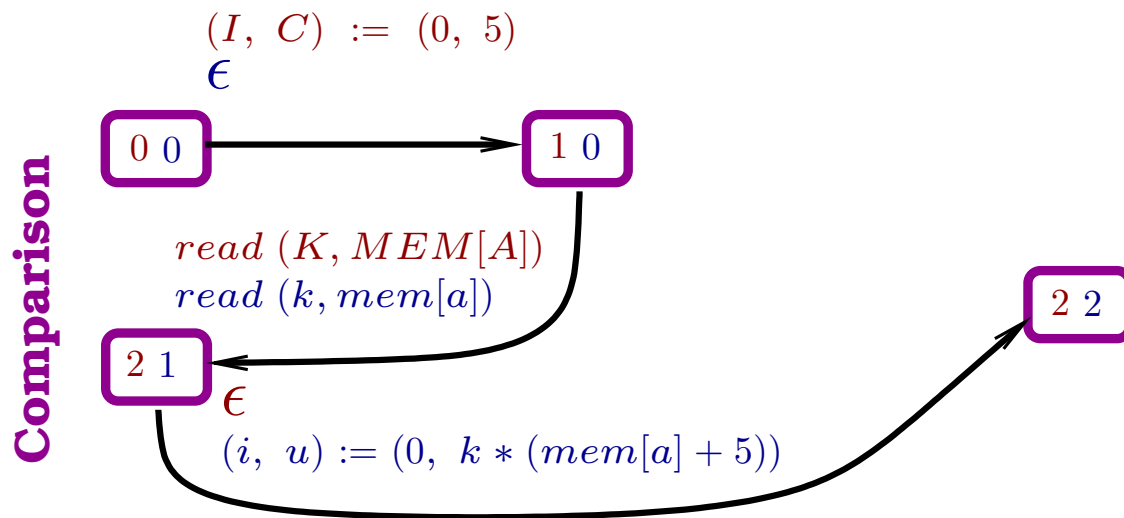 (I, C) := (0, 5)
ϵ
0 0
1 0
Comparison
read (K, MEM[A])
read (k, mem[a])
2 2
2 1
ϵ
(i, u) := (0, k ∗ (mem[a] + 5))